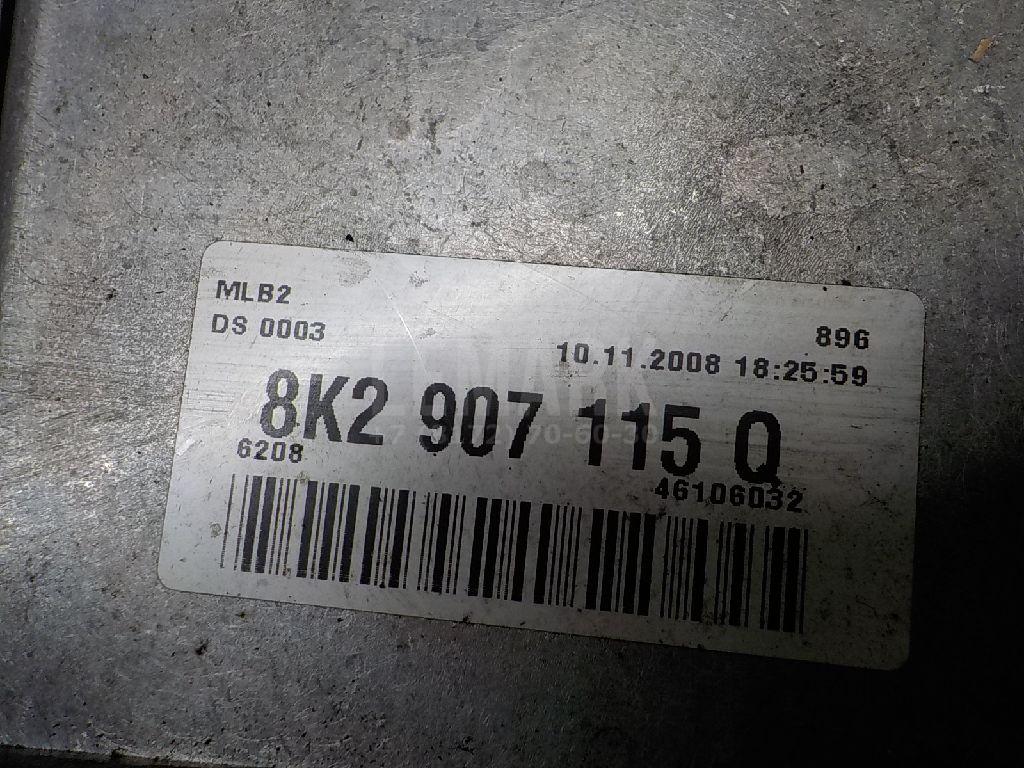 MLB2
DS 0003
896
10.11.2008 18:25:59
8K2 907 115 Q
6208
46106032